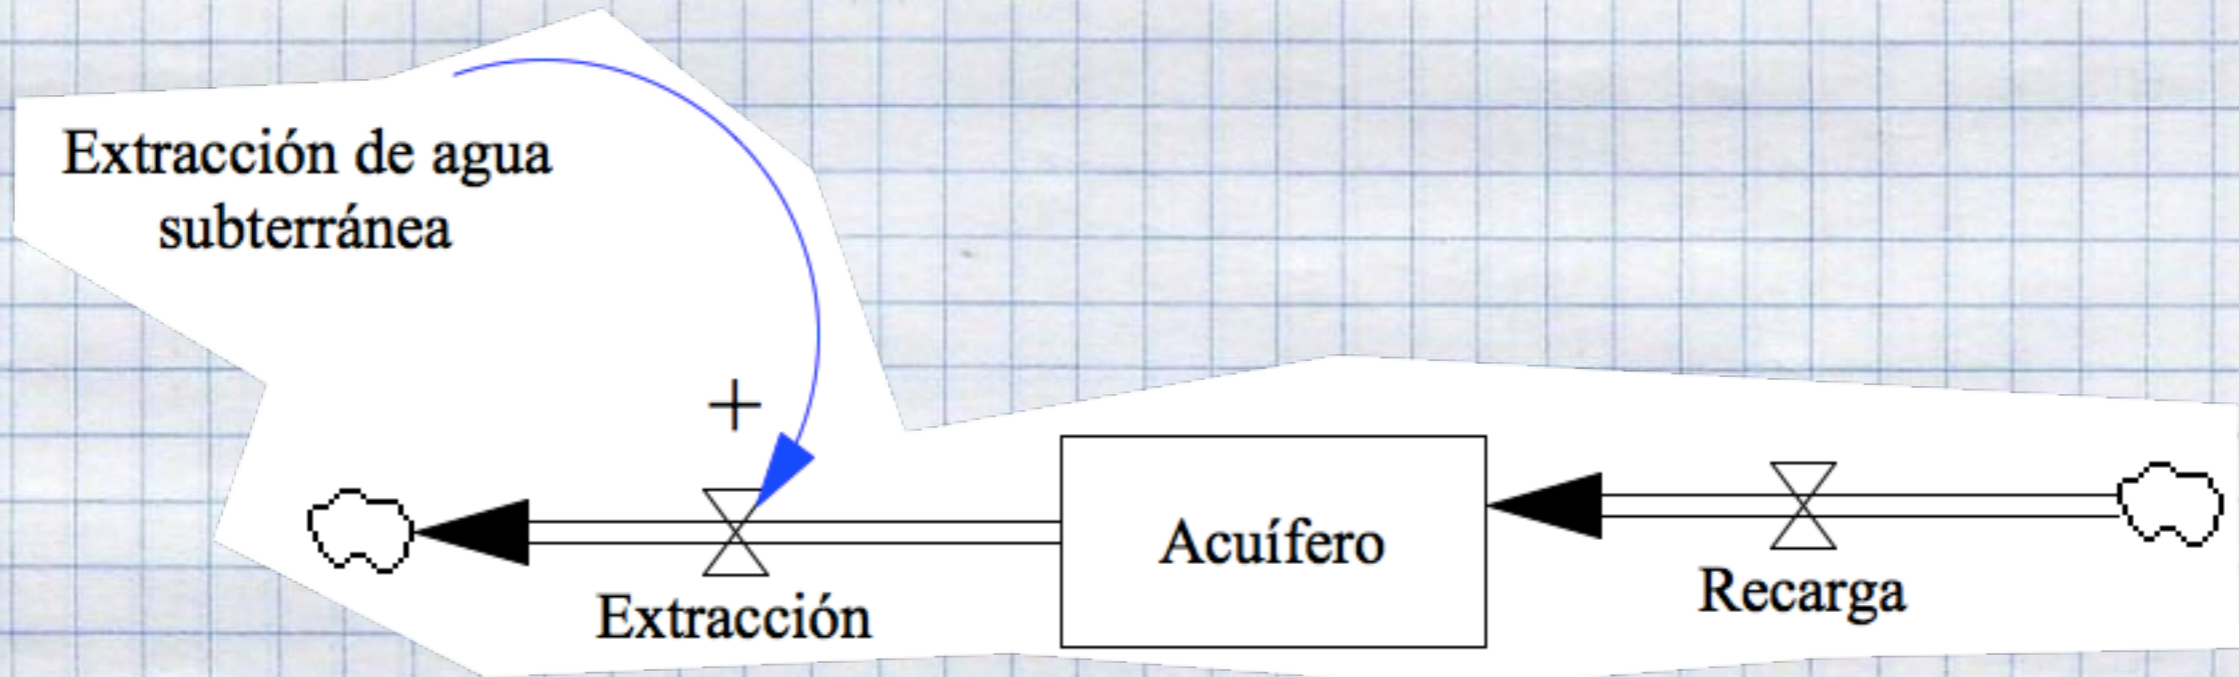 Extracción de agua
subterránea
+
Acuífero
Recarga
Extracción